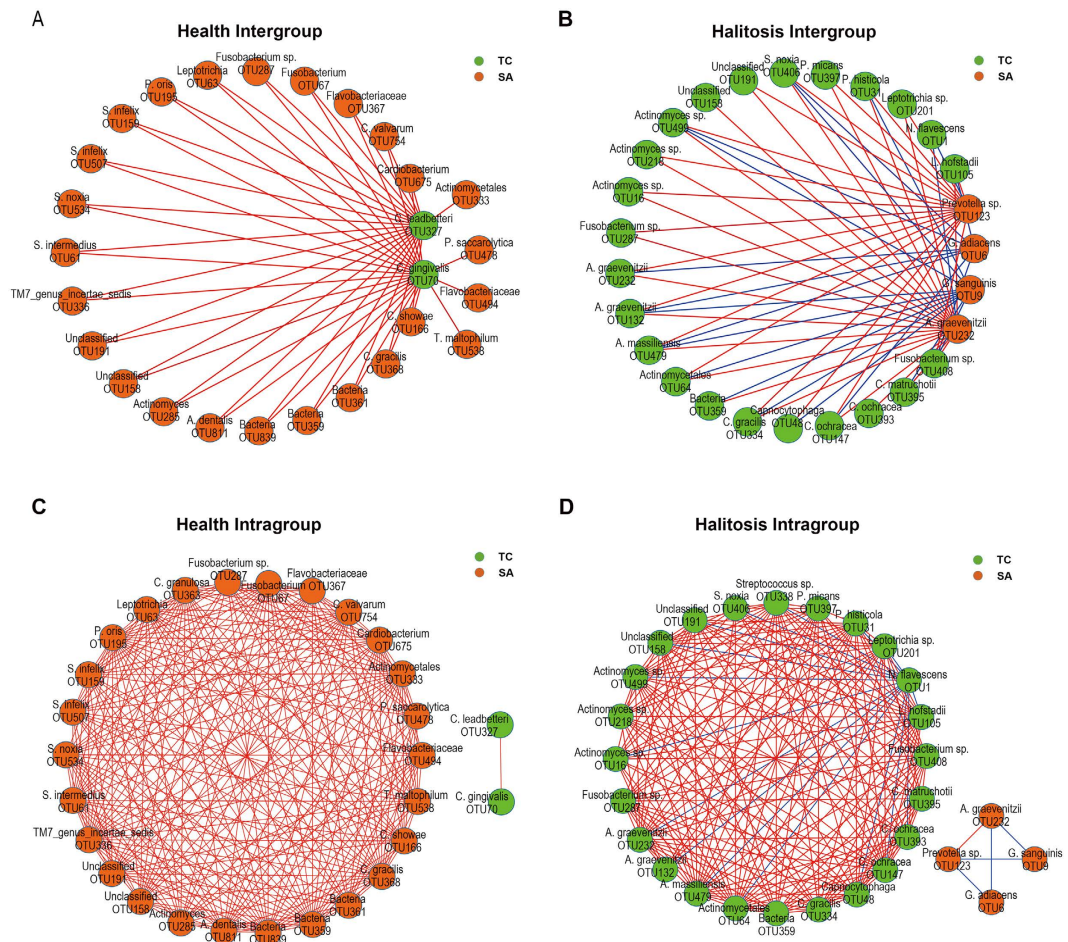 A
Health Intergroup
TC
SA
Fusobacterium sp.
OTU287
Leptotrichia
OTU63
Fusobacterium
OTU67
P. oris
OTU195
Flavobacteriaceae
OTU367
S. infelix
OTU159
C. valvarum
OTU754
S. infelix
OTU507
Cardiobacterium
OTU675
Actinomycetales
OTU333
S. noxia
OTU534
C. leadbetteri
OTU327
S. intermedius
OTU61
P. saccarolytica
OTU478
C. gingivalis
OTU70
TM7_genus_incertae_sedis
OTU336
Flavobacteriaceae
OTU494
C. showae
OTU166
Unclassified
OTU191
T. maltophilum
OTU538
C. gracilis
OTU368
Unclassified
OTU158
Bacteria
OTU361
Actinomyces
OTU285
A. dentalis
OTU811
Bacteria
OTU839
Bacteria
OTU359
B
Halitosis Intergroup
TC
SA
S. noxia
OTU406
P. micans
OTU397
Unclassified
OTU191
P. histicola
OTU31
Unclassified
OTU158
Leptotrichia sp.
OTU201
Actinomyces sp.
OTU499
N. flavescens
OTU1
Actinomyces sp.
OTU218
L. hofstadii
OTU105
Actinomyces sp.
OTU16
Prevotella sp.
OTU123
Fusobacterium sp.
OTU287
G. adiacens
OTU6
A. graevenitzii
OTU232
G. sanguinis
OTU9
A. graevenitzii
OTU132
A. graevenitzii
OTU232
A. massiliensis
OTU479
Fusobacterium sp.
OTU408
Actinomycetales
OTU64
C. matruchotii
OTU395
Bacteria
OTU359
C. ochracea
OTU393
C. gracilis
OTU334
Capnocytophaga
OTU48
C. ochracea
OTU147
C
Health Intragroup
TC
SA
Fusobacterium sp.
OTU287
Fusobacterium
OTU67
Flavobacteriaceae
OTU367
C. granulosa
OTU363
Leptotrichia
OTU63
C. valvarum
OTU754
P. oris
OTU195
Cardiobacterium
OTU675
S. infelix
OTU159
Actinomycetales
OTU333
S. infelix
OTU507
P. saccarolytica
OTU478
C. leadbetteri
OTU327
S. noxia
OTU534
Flavobacteriaceae
OTU494
S. intermedius
OTU61
T. maltophilum
OTU538
C. gingivalis
OTU70
TM7_genus_incertae_sedis
OTU336
C. showae
OTU166
Unclassified
OTU191
C. gracilis
OTU368
Unclassified
OTU158
Bacteria
OTU361
Actinomyces
OTU285
A. dentalis
OTU811
Bacteria
OTU839
Bacteria
OTU359
D
Halitosis Intragroup
TC
SA
Streptococcus sp.
OTU338
S. noxia
OTU406
P. micans
OTU397
Unclassified
OTU191
P. histicola
OTU31
Unclassified
OTU158
Leptotrichia sp.
OTU201
Actinomyces sp.
OTU499
N. flavescens
OTU1
Actinomyces sp.
OTU218
L. hofstadii
OTU105
Actinomyces sp.
OTU16
Fusobacterium sp.
OTU408
Fusobacterium sp.
OTU287
C. matruchotii
OTU395
A. graevenitzii
OTU232
C. ochracea
OTU393
A. graevenitzii
OTU132
C. ochracea
OTU147
A. massiliensis
OTU479
Capnocytophaga
OTU48
Actinomycetales
OTU64
Bacteria
OTU359
C. gracilis
OTU334
A. graevenitzii
OTU232
Prevotella sp.
OTU123
G. sanguinis
OTU9
G. adiacens
OTU6